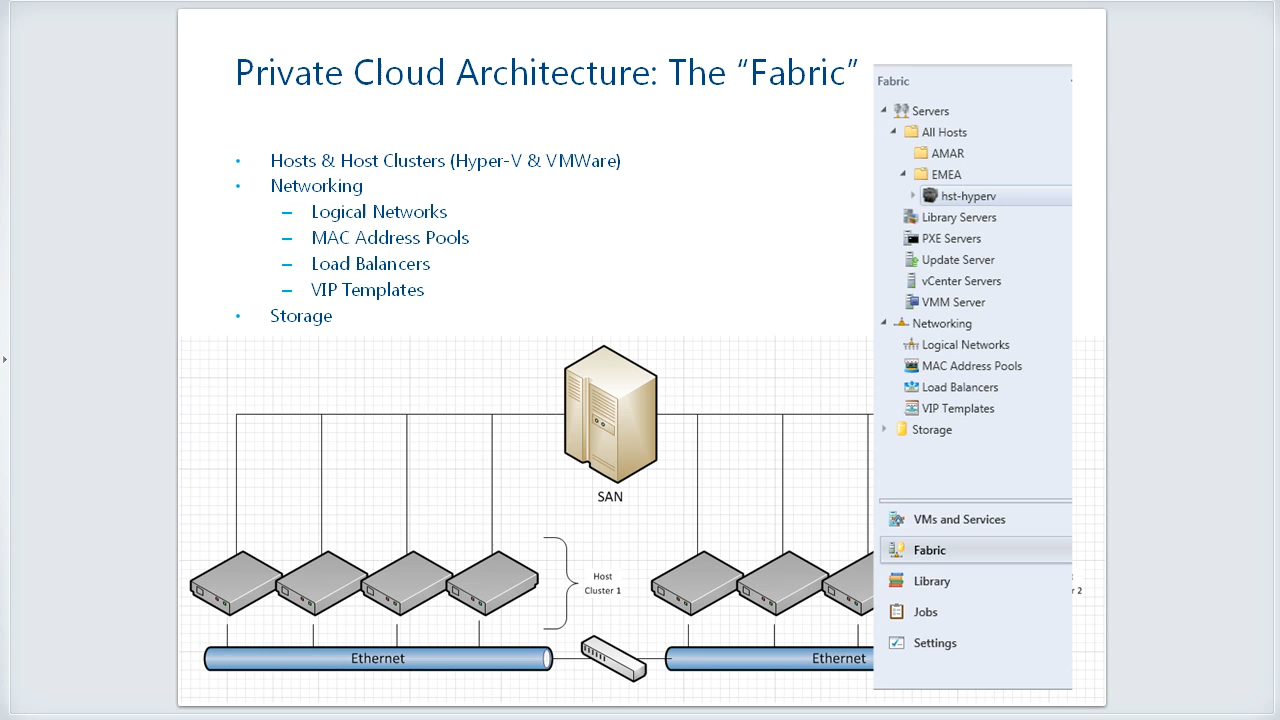 Private Cloud Architecture: The “Fabric”
• Hosts & Host Clusters (Hyper-V & VMWare)
• Networking
– Logical Networks
– MAC Address Pools
– Load Balancers
– VIP Templates
• Storage
SAN
Host
Cluster 1
Ethernet
Ethernet
r 2
Fabric
Servers
All Hosts
AMAR
EMEA
hst-hyperv
Library Servers
PXE Servers
Update Server
vCenter Servers
VMM Server
Networking
Logical Networks
MAC Address Pools
Load Balancers
VIP Templates
Storage
VMs and Services
Fabric
Library
Jobs
Settings